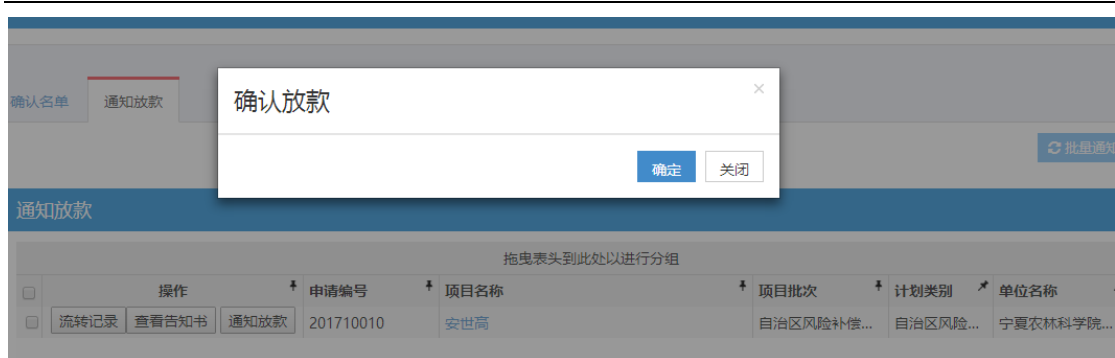 确认放款
×
确认名单 通知放款
批量通知
确定 关闭
通知放款
拖曳表头到此处以进行分组
操作 申请编号 项目名称 项目批次 计划类别 单位名称
流转记录 查看告知书 通知放款 201710010 安世高 自治区风险补偿... 自治区风险... 宁夏农林科学院...